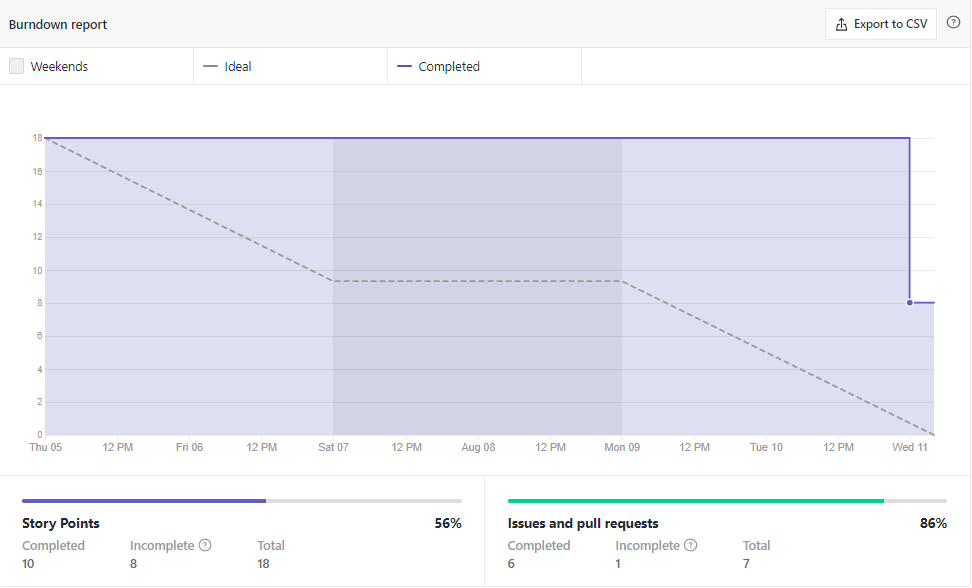 Burndown report
Export to CSV
?
Weekends
Ideal
Completed
18
16
14
12
10
8
6
4
2
0
Thu 05 12 PM Fri 06 12 PM Sat 07 12 PM Aug 08 12 PM Mon 09 12 PM Tue 10 12 PM Wed 11
Story Points 56%
Completed Incomplete ? Total
10 8 18
Issues and pull requests 86%
Completed Incomplete ? Total
6 1 7